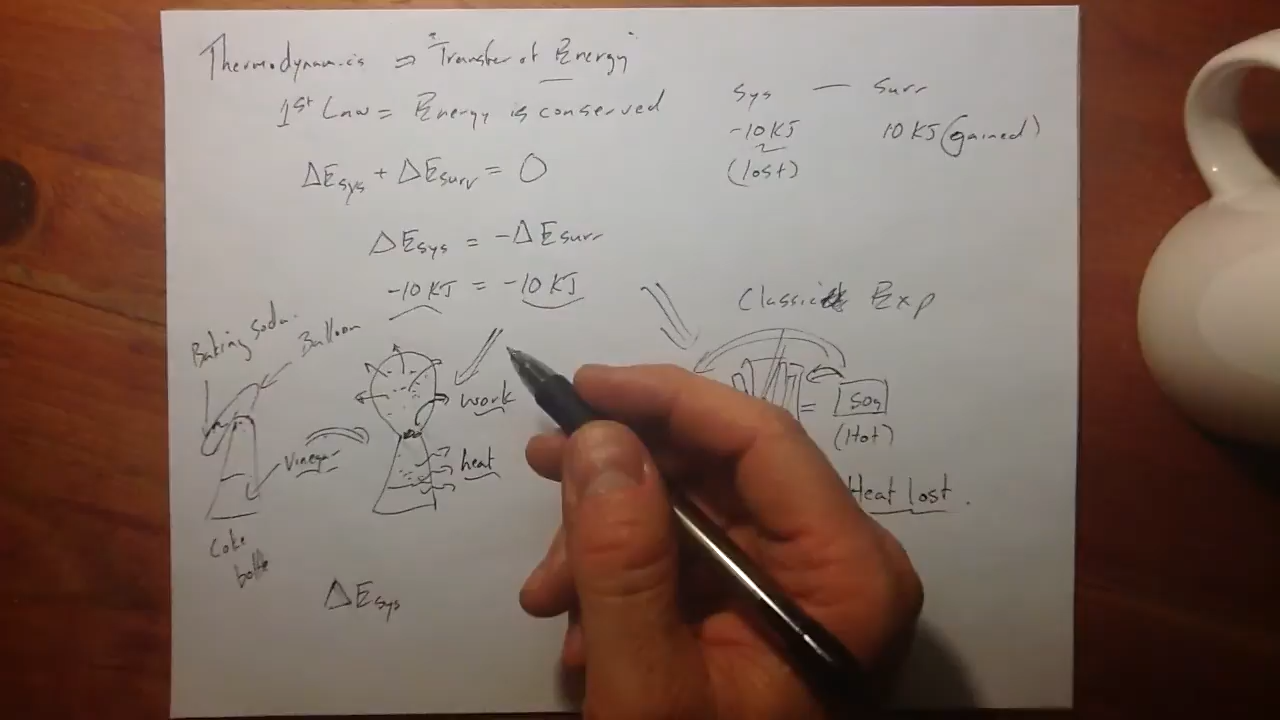 Thermodynamics => "Transfer of Energy"
1st Law = Energy is conserved
ΔEsys + ΔEsurr = 0
ΔEsys = -ΔEsurr
-10 KJ = -10 KJ
Sys — Surr
-10 KJ 10 KJ (gained)
(lost)
Baking soda.
Balloon
Vinegar
Coke
bottle
work
heat
ΔEsys
Classic Exp
50g
(Hot)
Heat lost.